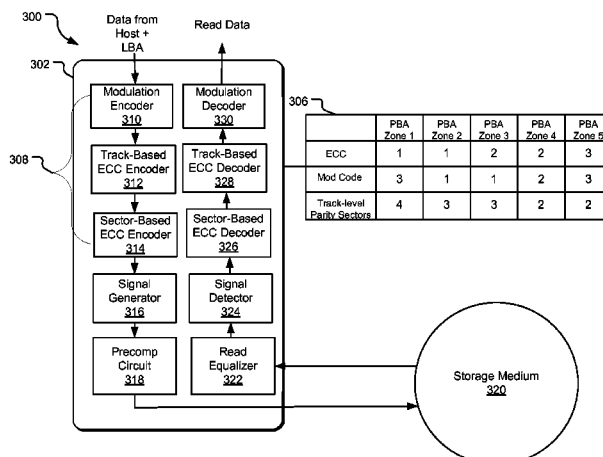 300
Data from
Host +
LBA
Read Data
302
Modulation
Encoder
310
Modulation
Decoder
330
308
Track-Based
ECC Encoder
312
Track-Based
ECC Decoder
328
Sector-Based
ECC Encoder
314
Sector-Based
ECC Decoder
326
Signal
Generator
316
Signal
Detector
324
Precomp
Circuit
318
Read
Equalizer
322
306
PBA Zone 1 PBA Zone 2 PBA Zone 3 PBA Zone 4 PBA Zone 5
ECC 1 1 2 2 3
Mod Code 3 1 1 2 3
Track-level Parity Sectors 4 3 3 2 2
Storage Medium
320